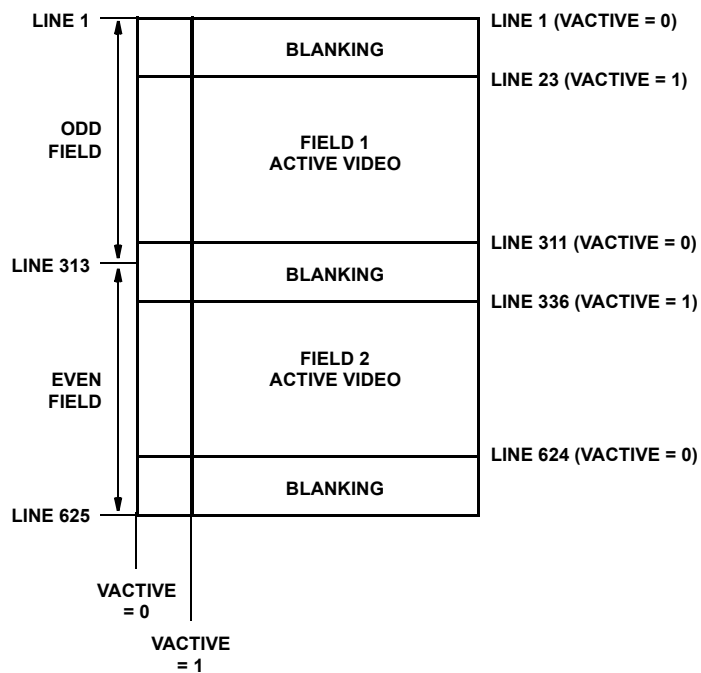 LINE 1
LINE 1 (VACTIVE = 0)
BLANKING
LINE 23 (VACTIVE = 1)
ODD
FIELD
FIELD 1
ACTIVE VIDEO
LINE 311 (VACTIVE = 0)
LINE 313
BLANKING
LINE 336 (VACTIVE = 1)
FIELD 2
ACTIVE VIDEO
EVEN
FIELD
LINE 624 (VACTIVE = 0)
BLANKING
LINE 625
VACTIVE
= 0
VACTIVE
= 1